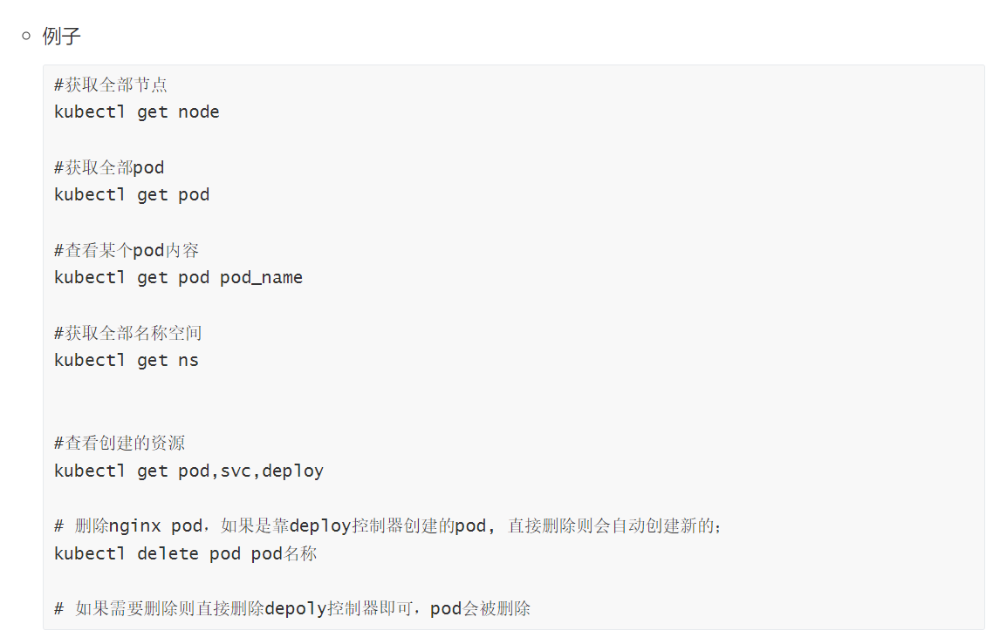 例子
#获取全部节点
kubectl get node
#获取全部pod
kubectl get pod
#查看某个pod内容
kubectl get pod pod_name
#获取全部名称空间
kubectl get ns
#查看创建的资源
kubectl get pod,svc,deploy
# 删除nginx pod，如果是靠deploy控制器创建的pod, 直接删除则会自动创建新的;
kubectl delete pod pod名称
# 如果需要删除则直接删除depoly控制器即可，pod会被删除